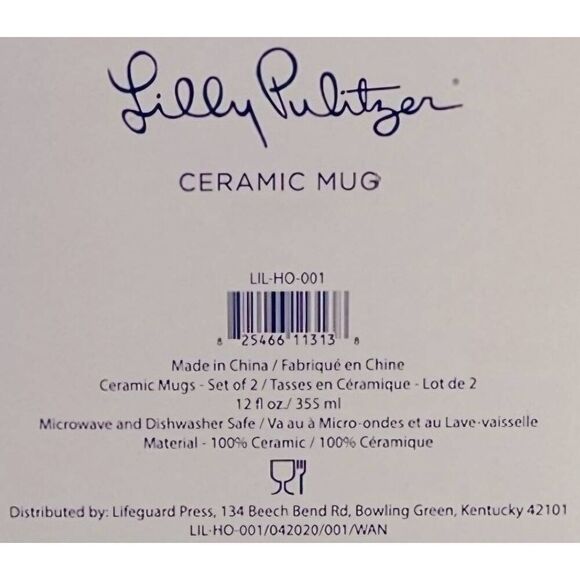 Lilly Pulitzer®
CERAMIC MUG
LIL-HO-001
8 25466 11313 8
Made in China / Fabriqué en Chine
Ceramic Mugs - Set of 2 / Tasses en Céramique - Lot de 2
12 fl oz./ 355 ml
Microwave and Dishwasher Safe / Va au à Micro-ondes et au Lave-vaisselle
Material - 100% Ceramic / 100% Céramique
Distributed by: Lifeguard Press, 134 Beech Bend Rd, Bowling Green, Kentucky 42101
LIL-HO-001/042020/001/WAN